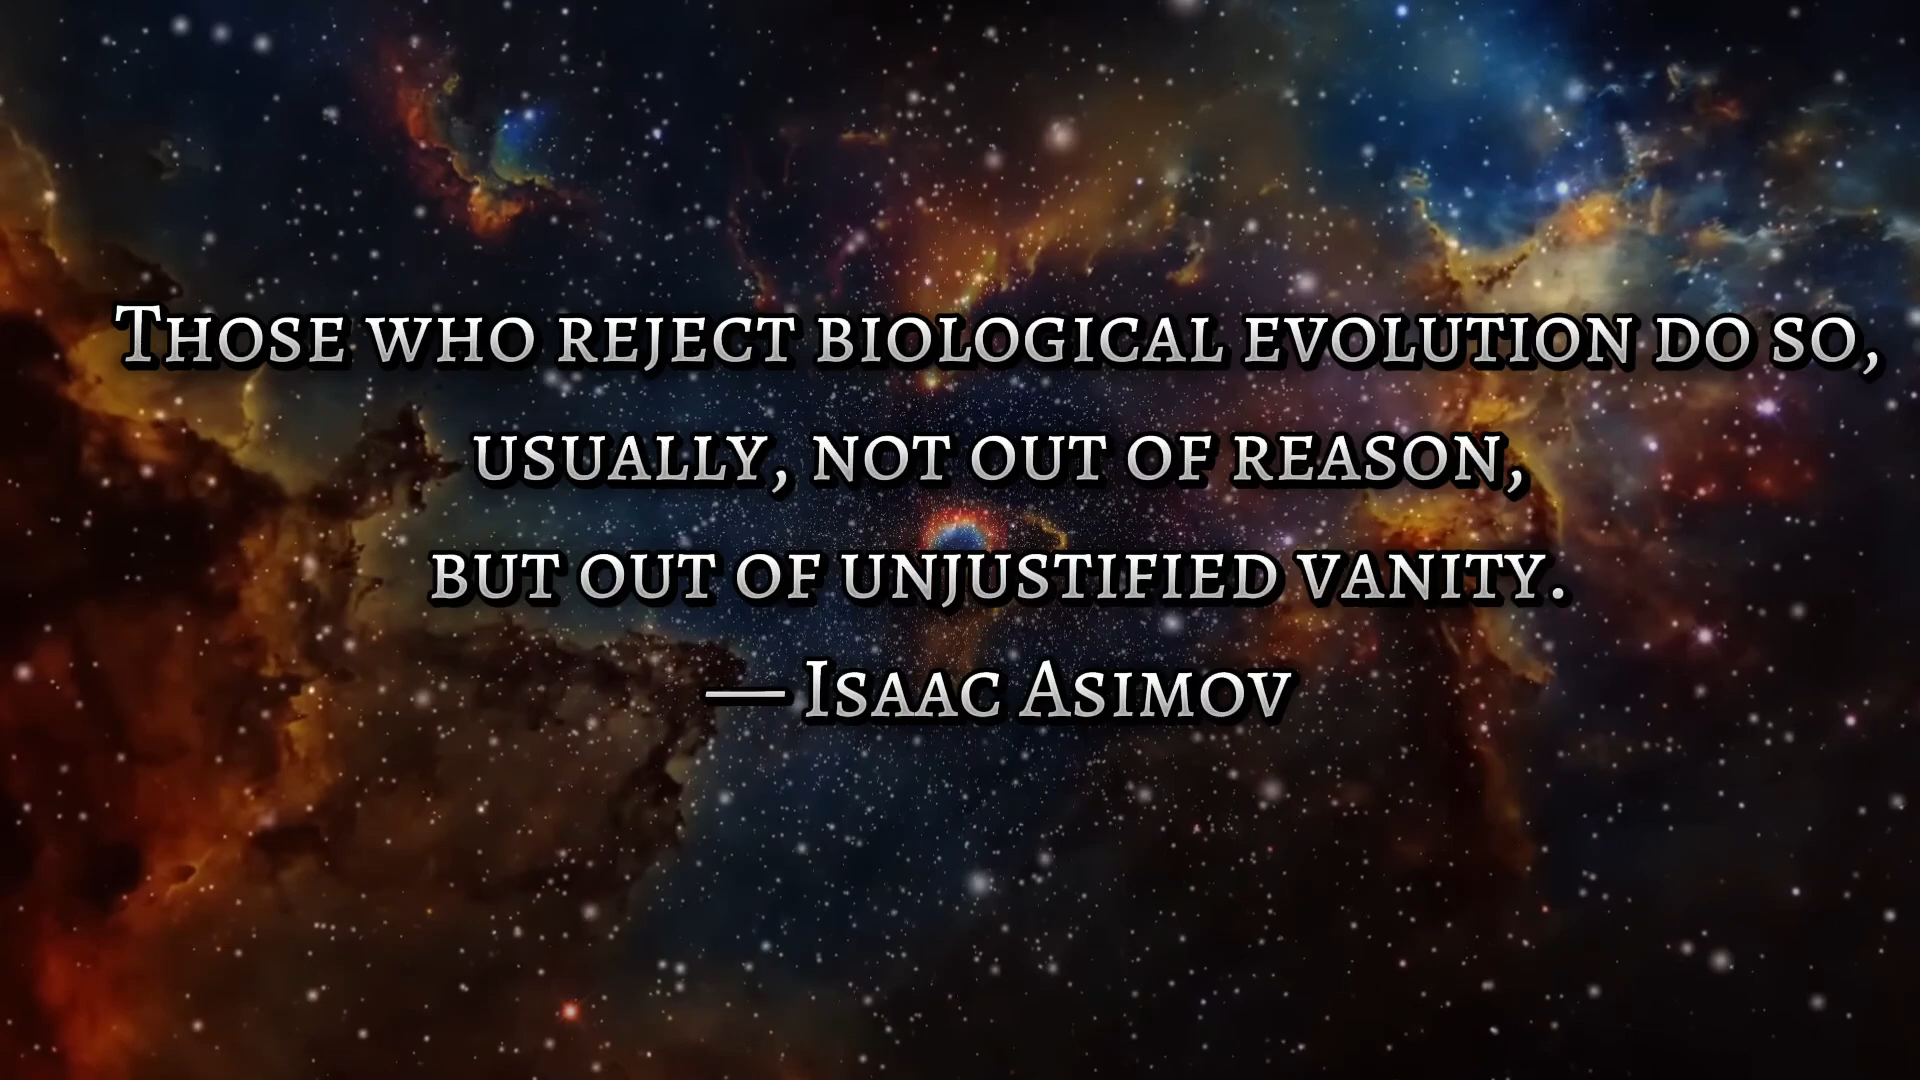 Those who reject biological evolution do so,
usually, not out of reason,
but out of unjustified vanity.
— Isaac Asimov